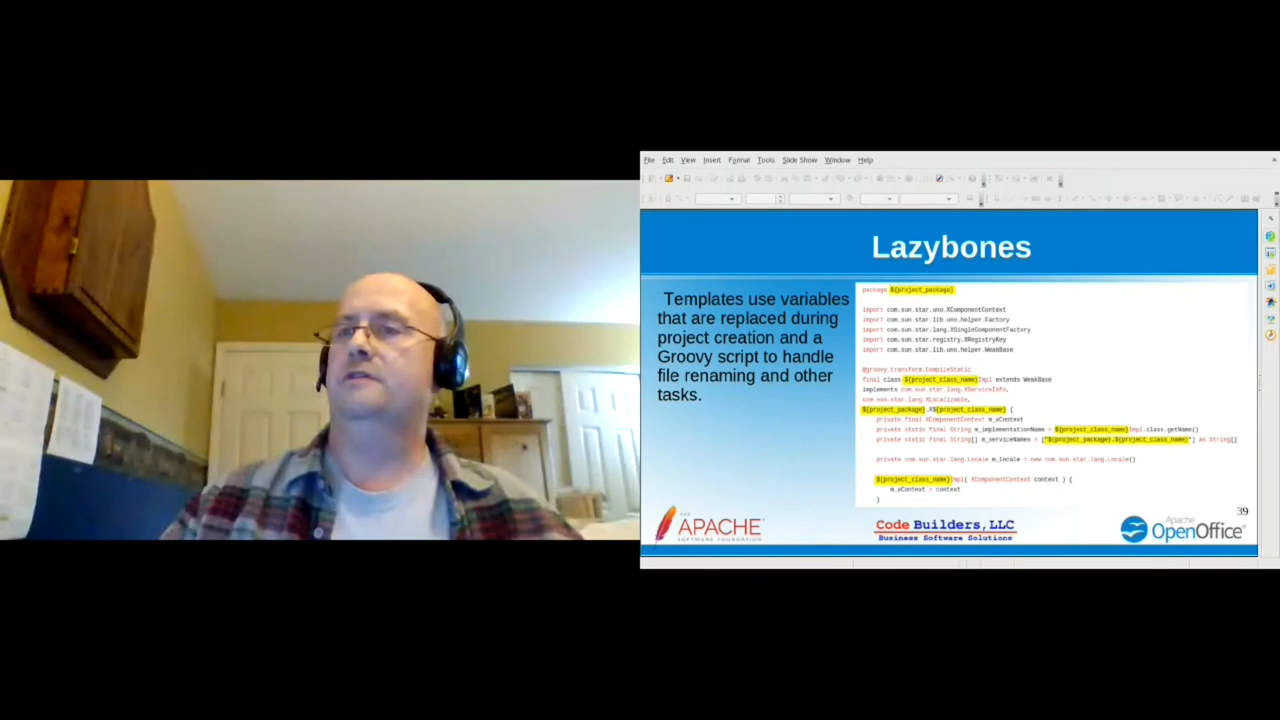 File Edit View Insert Format Tools Slide Show Window Help
Lazybones
Templates use variables
that are replaced during
project creation and a
Groovy script to handle
file renaming and other
tasks.
package ${project_package}
import com.sun.star.uno.XComponentContext
import com.sun.star.lib.uno.helper.Factory
import com.sun.star.lang.XSingleComponentFactory
import com.sun.star.registry.XRegistryKey
import com.sun.star.lib.uno.helper.WeakBase
@groovy.transform.CompileStatic
final class ${project_class_name}Impl extends WeakBase
implements com.sun.star.lang.XServiceInfo,
com.sun.star.lang.XLocalizable,
${project_package}.X${project_class_name} {
private final XComponentContext m_xContext
private static final String m_implementationName = ${project_class_name}Impl.class.getName()
private static final String[] m_serviceNames = ["${project_package}.${project_class_name}"] as String[]
private com.sun.star.lang.Locale m_locale = new com.sun.star.lang.Locale()
${project_class_name}Impl( XComponentContext context ) {
m_xContext = context
}
39
THE
APACHE
SOFTWARE FOUNDATION
Code Builders, LLC
Business Software Solutions
Apache
OpenOffice